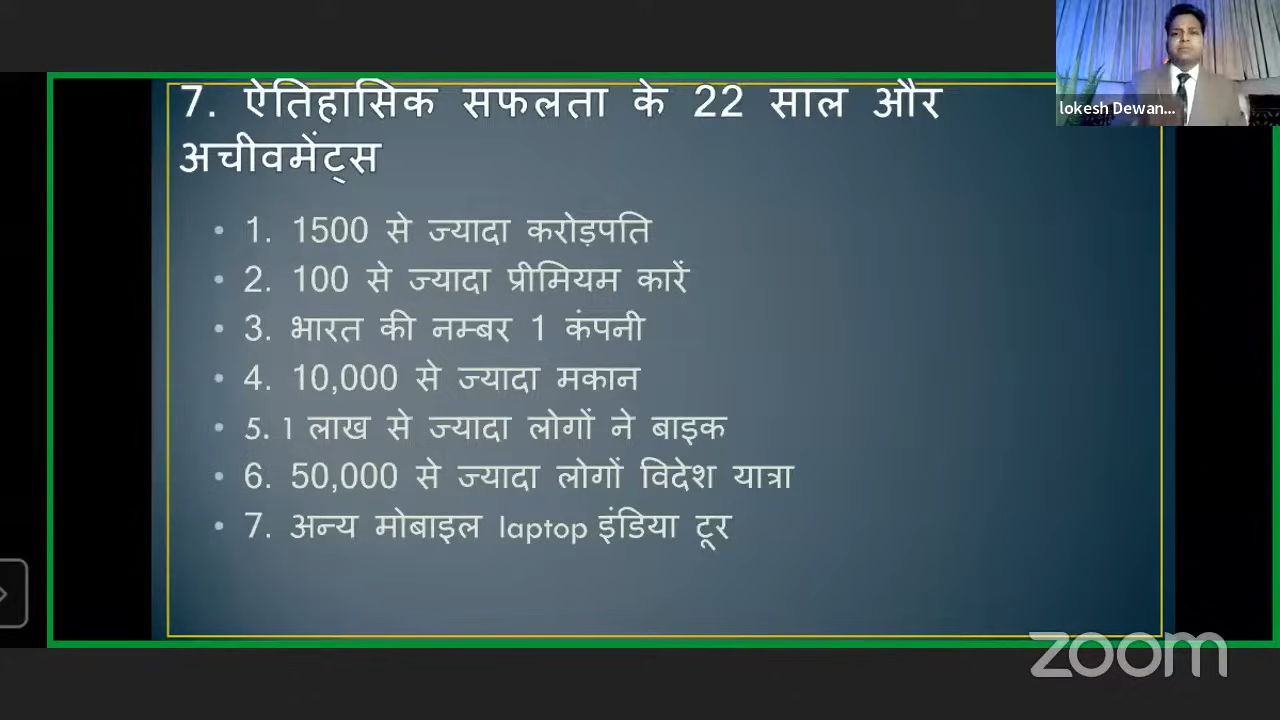 lokesh Dewan...
7. ऐतिहासिक सफलता के 22 साल और
अचीवमेंट्स
• 1. 1500 से ज्यादा करोड़पति
• 2. 100 से ज्यादा प्रीमियम कारें
• 3. भारत की नम्बर 1 कंपनी
• 4. 10,000 से ज्यादा मकान
• 5. 1 लाख से ज्यादा लोगों ने बाइक
• 6. 50,000 से ज्यादा लोगों विदेश यात्रा
• 7. अन्य मोबाइल laptop इंडिया टूर
zoom